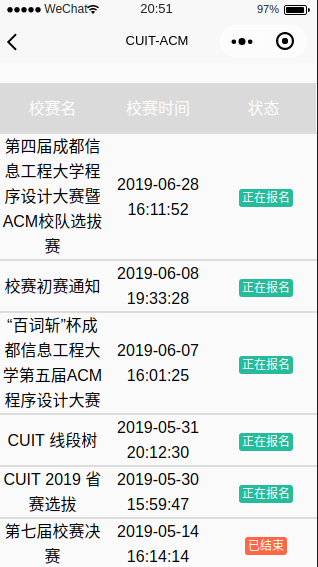 WeChat 20:51 97%
CUIT-ACM
校赛名 校赛时间 状态
第四届成都信
息工程大学程
序设计大赛暨
ACM校队选拔
赛
2019-06-28
16:11:52
正在报名
校赛初赛通知
2019-06-08
19:33:28
正在报名
“百词斩”杯成
都信息工程大
学第五届ACM
程序设计大赛
2019-06-07
16:01:25
正在报名
CUIT 线段树
2019-05-31
20:12:30
正在报名
CUIT 2019 省
赛选拔
2019-05-30
15:59:47
正在报名
第七届校赛决
赛
2019-05-14
16:14:14
已结束